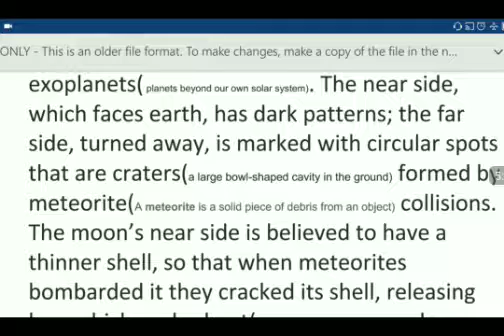 ONLY - This is an older file format. To make changes, make a copy of the file in the n...
exoplanets( planets beyond our own solar system). The near side,
which faces earth, has dark patterns; the far
side, turned away, is marked with circular spots
that are craters(a large bowl-shaped cavity in the ground) formed by
meteorite(A meteorite is a solid piece of debris from an object) collisions.
The moon's near side is believed to have a
thinner shell, so that when meteorites
bombarded it they cracked its shell, releasing